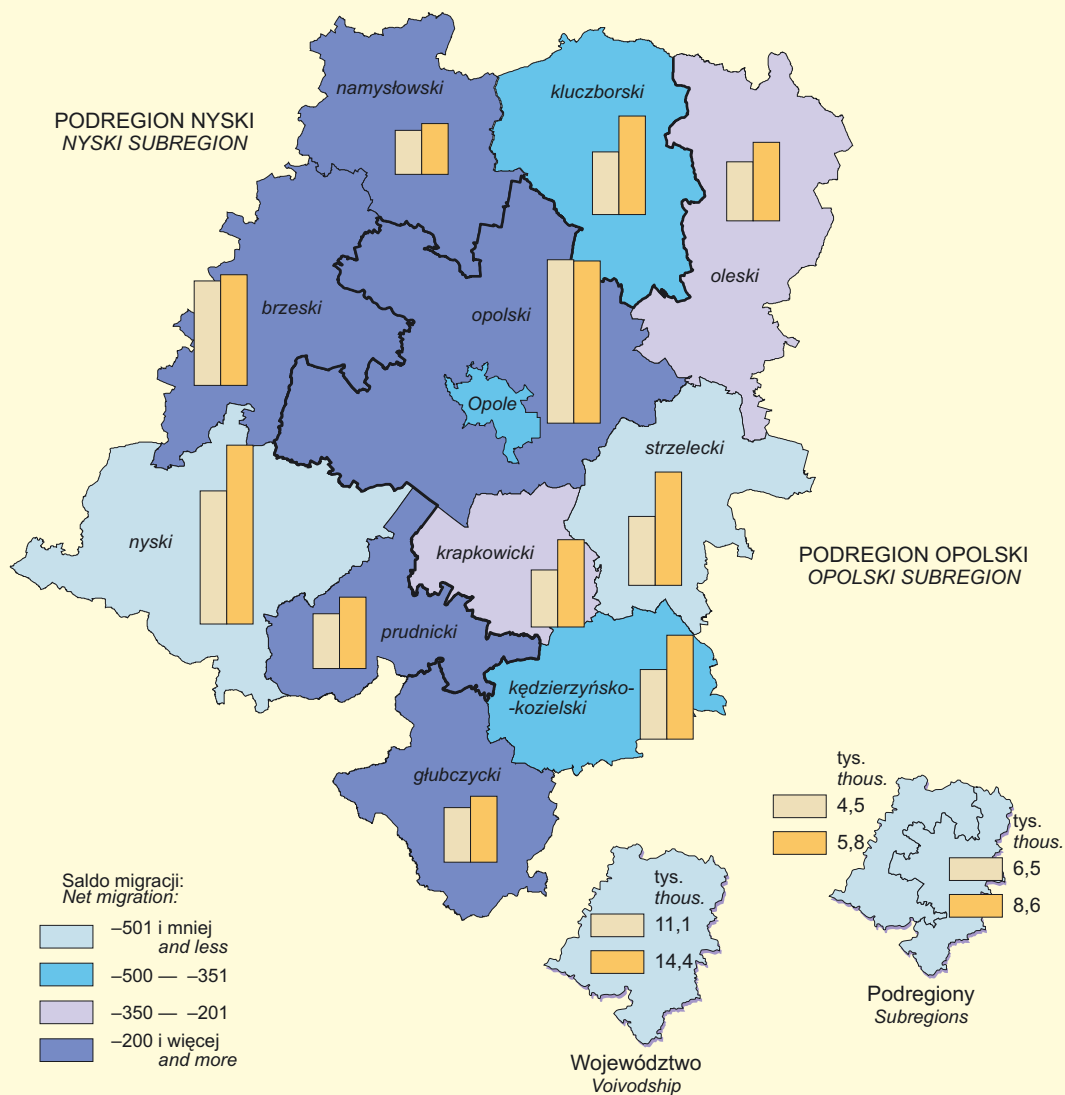 namysłowski
kluczborski
PODREGION NYSKI
NYSKI SUBREGION
oleski
brzeski
opolski
Opole
strzelecki
nyski
krapkowicki
PODREGION OPOLSKI
OPOLSKI SUBREGION
prudnicki
kędzierzyńsko-
-kozielski
głubczycki
tys.
thous.
4,5
5,8
tys.
thous.
6,5
8,6
Podregiony
Subregions
tys.
thous.
11,1
14,4
Województwo
Voivodship
Saldo migracji:
Net migration:
–501 i mniej
and less
–500 — –351
–350 — –201
–200 i więcej
and more